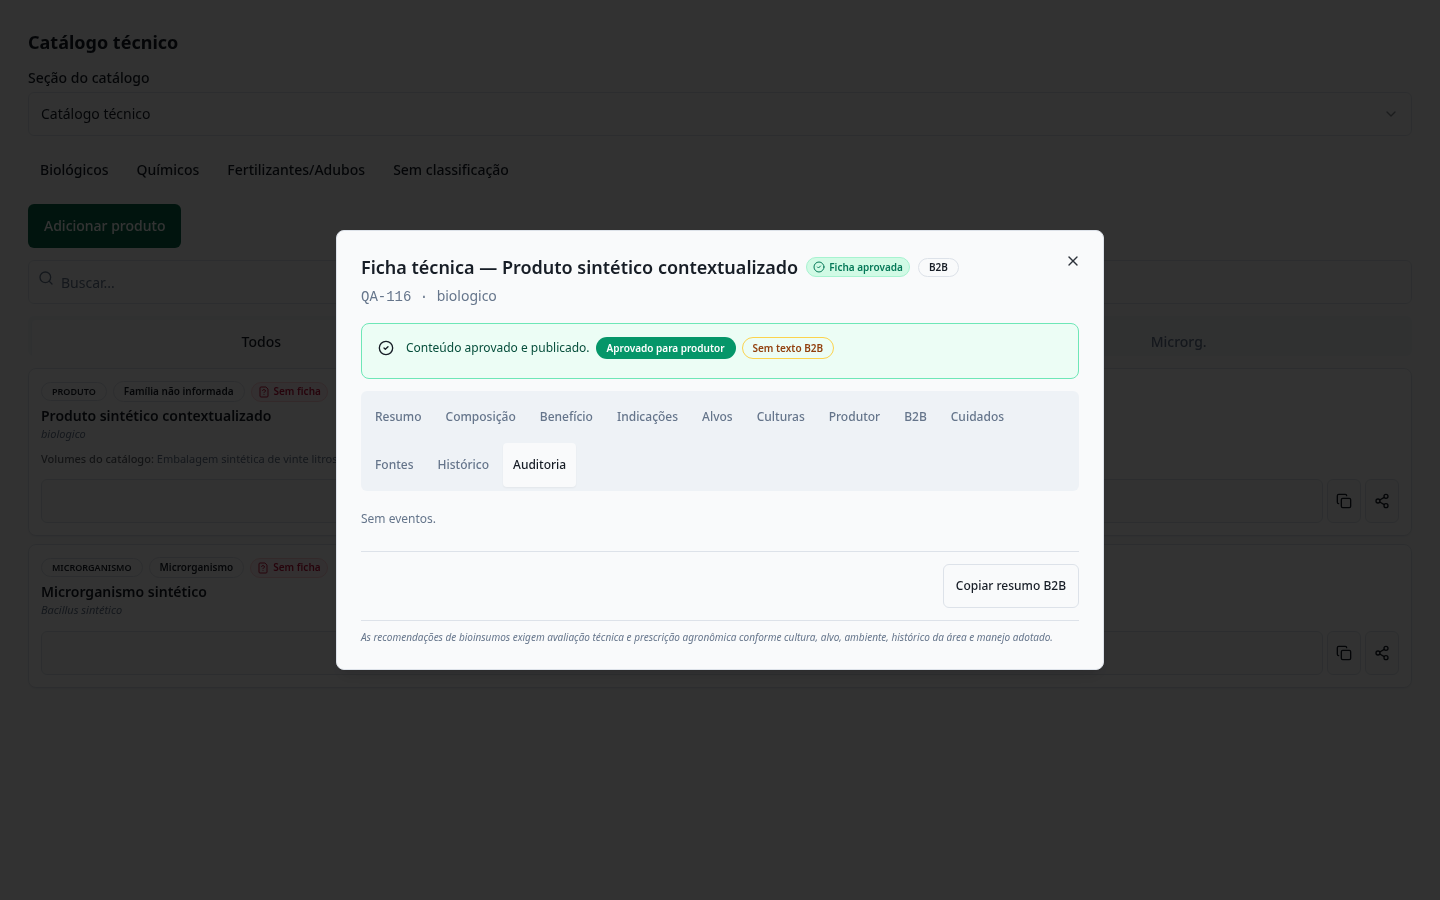 Catálogo técnico
Seção do catálogo
Catálogo técnico
Biológicos Químicos Fertilizantes/Adubos Sem classificação
Adicionar produto
Buscar...
Todos Microrg.
PRODUTO Família não informada Sem ficha
Produto sintético contextualizado
biologico
Volumes do catálogo: Embalagem sintética de vinte litros
MICRORGANISMO Microrganismo Sem ficha
Microrganismo sintético
Bacillus sintético
Ficha técnica — Produto sintético contextualizado Ficha aprovada B2B
QA-116 · biologico
Conteúdo aprovado e publicado. Aprovado para produtor Sem texto B2B
Resumo Composição Benefício Indicações Alvos Culturas Produtor B2B Cuidados
Fontes Histórico Auditoria
Sem eventos.
Copiar resumo B2B
As recomendações de bioinsumos exigem avaliação técnica e prescrição agronômica conforme cultura, alvo, ambiente, histórico da área e manejo adotado.